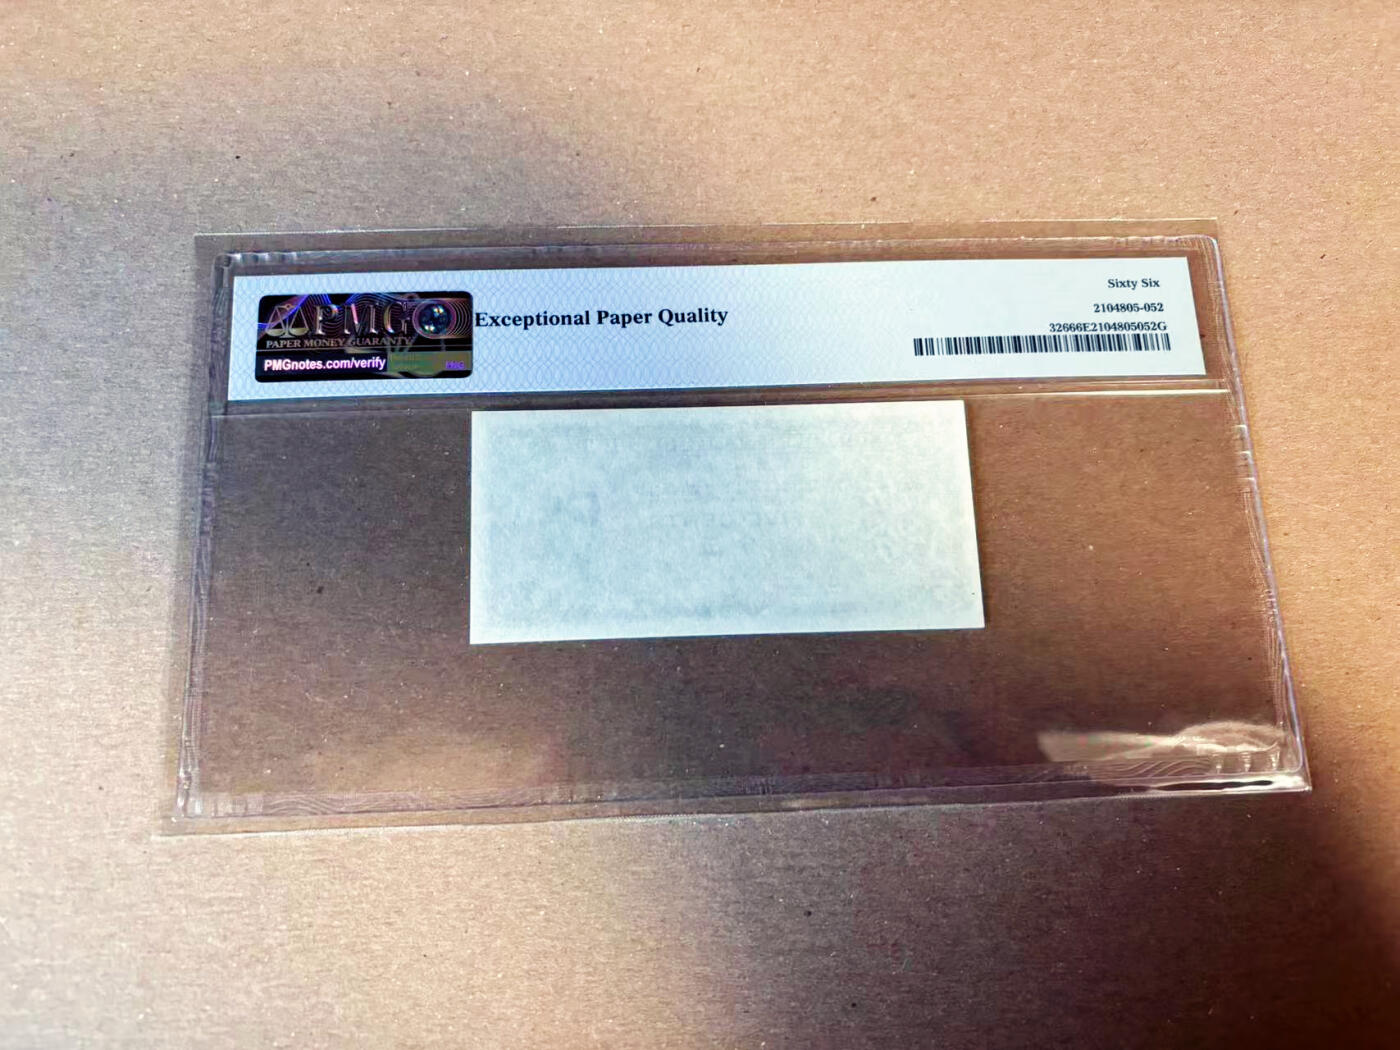 PMG
PAPER MONEY GUARANTY
PMGnotes.com/verify
Exceptional Paper Quality
Sixty Six
2104805-052
32666E2104805052G